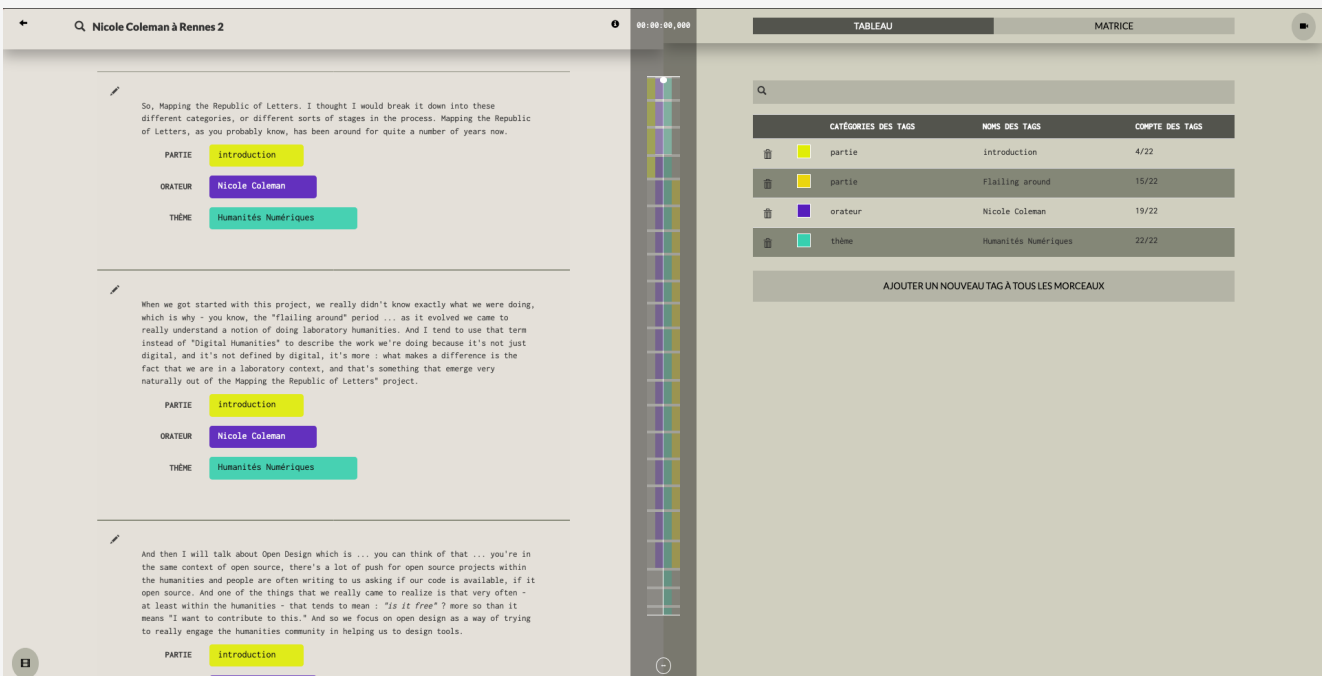 Nicole Coleman à Rennes 2
00:00:00,000
TABLEAU
MATRICE
So, Mapping the Republic of Letters. I thought I would break it down into these
different categories, or different sorts of stages in the process. Mapping the Republic
of Letters, as you probably know, has been around for quite a number of years now.
PARTIE introduction
ORATEUR Nicole Coleman
THÈME Humanités Numériques
When we got started with this project, we really didn't know exactly what we were doing,
which is why - you know, the "flailing around" period ... as it evolved we came to
really understand a notion of doing laboratory humanities. And I tend to use that term
instead of "Digital Humanities" to describe the work we're doing because it's not just
digital, and it's not defined by digital, it's more : what makes a difference is the
fact that we are in a laboratory context, and that's something that emerge very
naturally out of the Mapping the Republic of Letters" project.
PARTIE introduction
ORATEUR Nicole Coleman
THÈME Humanités Numériques
And then I will talk about Open Design which is ... you can think of that ... you're in
the same context of open source, there's a lot of push for open source projects within
the humanities and people are often writing to us asking if our code is available, if it
open source. And one of the things that we really came to realize is that very often -
at least within the humanities - that tends to mean : "is it free" ? more so than it
means "I want to contribute to this." And so we focus on open design as a way of trying
to really engage the humanities community in helping us to design tools.
PARTIE introduction
CATÉGORIES DES TAGS NOMS DES TAGS COMPTE DES TAGS
partie introduction 4/22
partie Flailing around 15/22
orateur Nicole Coleman 19/22
thème Humanités Numériques 22/22
AJOUTER UN NOUVEAU TAG À TOUS LES MORCEAUX